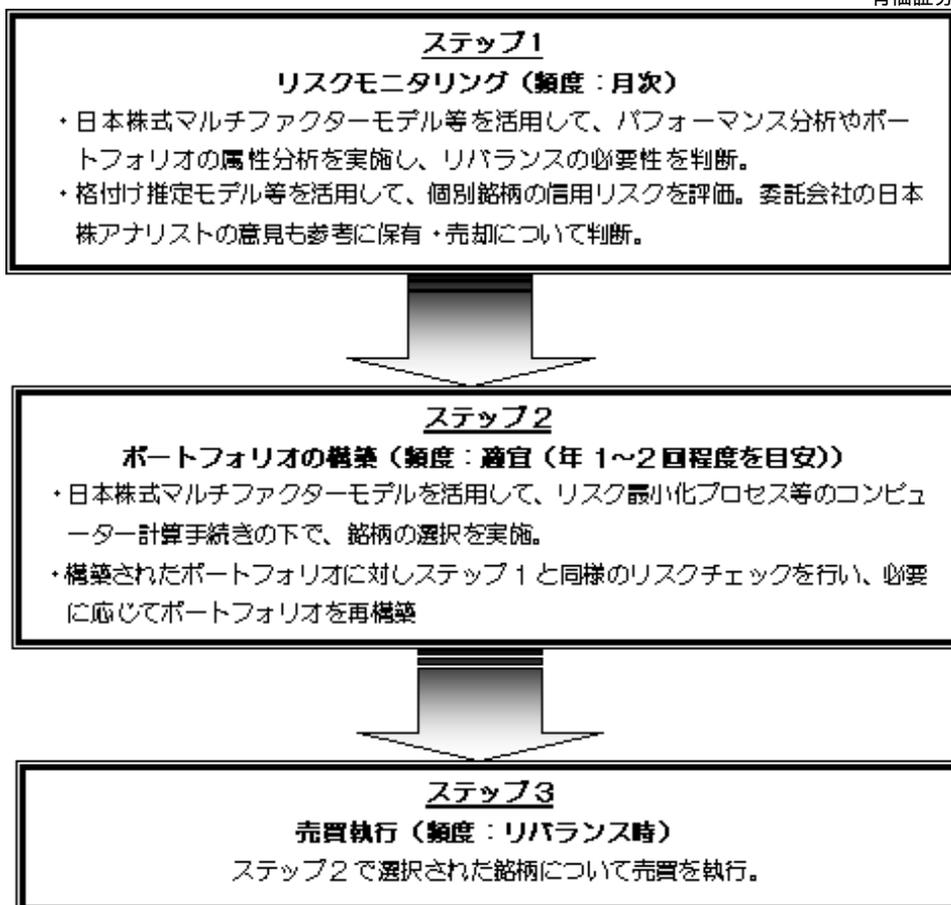 ステップ1
リスクモニタリング（頻度：月次）
・日本株式マルチファクターモデル等を活用して、パフォーマンス分析やポー
トフォリオの属性分析を実施し、リバランスの必要性を判断。
・格付け推定モデル等を活用して、個別銘柄の信用リスクを評価。委託会社の日本
株アナリストの意見も参考に保有・売却について判断。
ステップ2
ポートフォリオの構築（頻度：適宜（年 1～2 回程度を目安））
・日本株式マルチファクターモデルを活用して、リスク最小化プロセス等のコンピュ
ーター計算手続きの下で、銘柄の選択を実施。
・構築されたポートフォリオに対しステップ 1 と同様のリスクチェックを行い、必要
に応じてポートフォリオを再構築
ステップ3
売買執行（頻度：リバランス時）
ステップ2 で選択された銘柄について売買を執行。